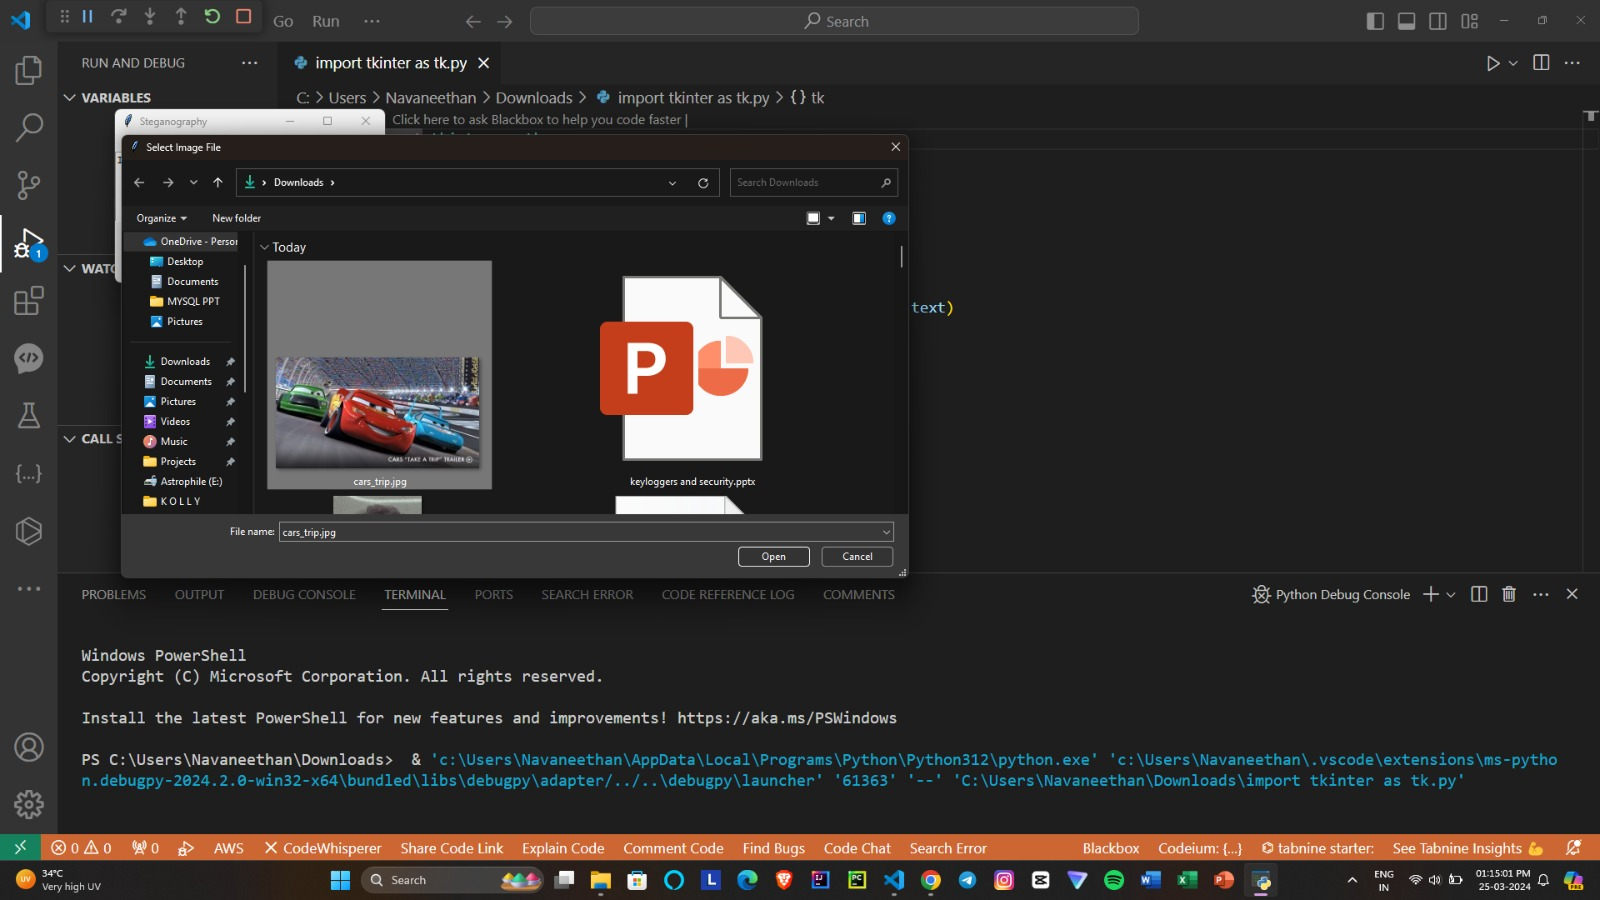 Go Run ···
Search
RUN AND DEBUG ···
import tkinter as tk.py
VARIABLES
C: > Users > Navaneethan > Downloads > import tkinter as tk.py > {} tk
Steganography
Click here to ask Blackbox to help you code faster |
Select Image File
Downloads
Search Downloads
Organize
New folder
OneDrive - Person
Desktop
Documents
MYSQL PPT
Pictures
Downloads
Documents
Pictures
Videos
Music
Projects
Astrophile (E:)
K O L L Y
Today
CARS "TAKE A TRIP" TRAILER
cars_trip.jpg
P
keyloggers and security.pptx
File name: cars_trip.jpg
Open
Cancel
1
WATC
CALL S
text)
PROBLEMS OUTPUT DEBUG CONSOLE TERMINAL PORTS SEARCH ERROR CODE REFERENCE LOG COMMENTS
Python Debug Console
Windows PowerShell
Copyright (C) Microsoft Corporation. All rights reserved.
Install the latest PowerShell for new features and improvements! https://aka.ms/PSWindows
PS C:\Users\Navaneethan\Downloads>  & 'c:\Users\Navaneethan\AppData\Local\Programs\Python\Python312\python.exe' 'c:\Users\Navaneethan\.vscode\extensions\ms-pytho
n.debugpy-2024.2.0-win32-x64\bundled\libs\debugpy\adapter/../..\debugpy\launcher' '61363' '--' 'C:\Users\Navaneethan\Downloads\import tkinter as tk.py'
0 0 0 AWS CodeWhisperer Share Code Link Explain Code Comment Code Find Bugs Code Chat Search Error Blackbox Codeium: {...} tabnine starter: See Tabnine Insights
34°C
Very high UV
Search
ENG
IN
01:15:01 PM
25-03-2024